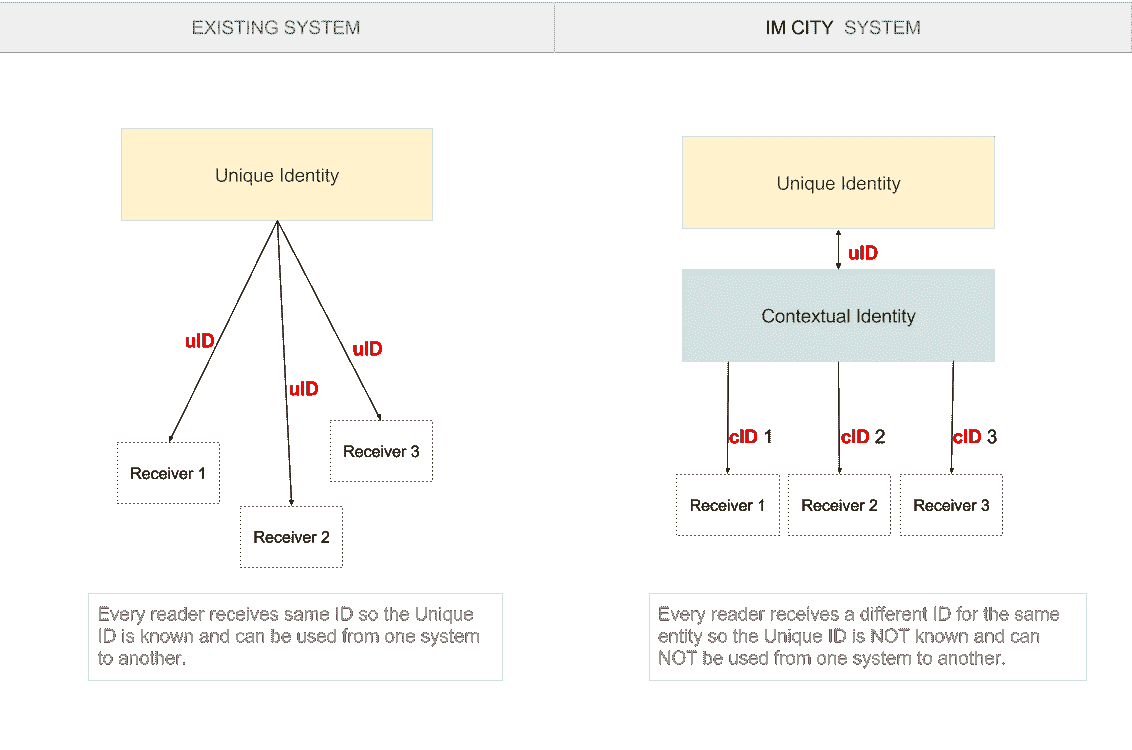 EXISTING SYSTEM
IM CITY SYSTEM
Unique Identity
uID
uID
uID
Receiver 1
Receiver 2
Receiver 3
Every reader receives same ID so the Unique
ID is known and can be used from one system
to another.
Unique Identity
uID
Contextual Identity
cID 1
cID 2
cID 3
Receiver 1
Receiver 2
Receiver 3
Every reader receives a different ID for the same
entity so the Unique ID is NOT known and can
NOT be used from one system to another.